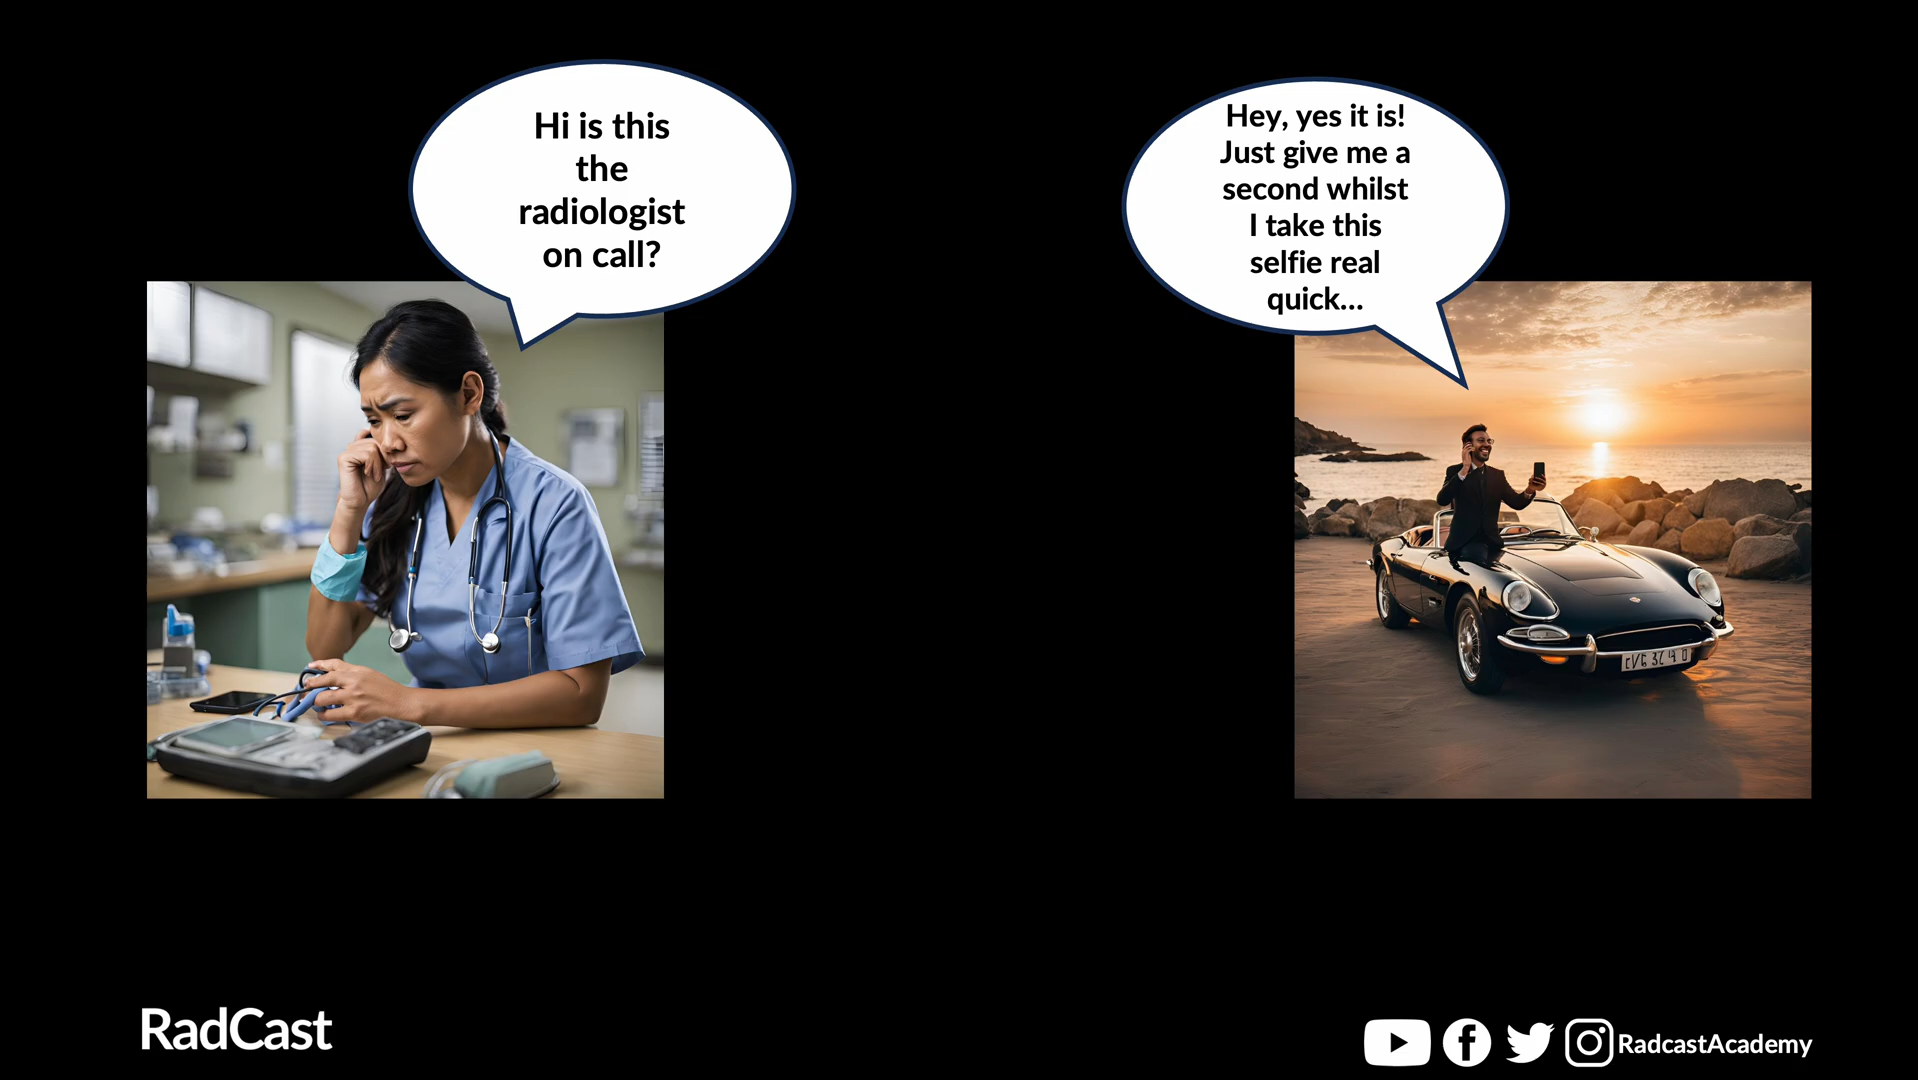 Hi is this
the
radiologist
on call?
Hey, yes it is!
Just give me a
second whilst
I take this
selfie real
quick...
RadCast
RadcastAcademy